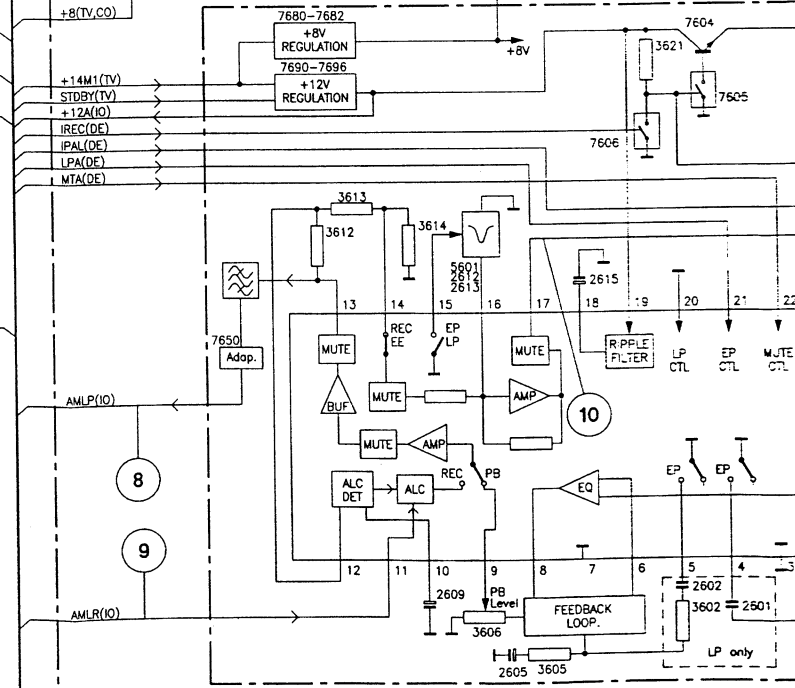 +8(TV,CO)
7680-7682
+8V
REGULATION
+8V
7604
3621
7690-7696
+14M1(TV)
STDBY(TV)
+12V
REGULATION
7605
+12A(IO)
IREC(DE)
7606
IPAL(DE)
LPA(DE)
MTA(DE)
3613
3612
3614
5601
2612
2613
2615
13
14
15
16
17
18
19
20
21
22
7650
Adap.
MUTE
REC
EE
EP
LP
MUTE
RIPPLE
FILTER
LP
CTL
EP
CTL
MUTE
CTL
AMLP(IO)
BUF
MUTE
AMP
10
MUTE
AMP
8
REC
PB
EP
EP
ALC
DET
ALC
EQ
9
12
11
10
9
8
7
6
5
4
3
2609
PB
Level
2602
AMLR(IO)
3606
FEEDBACK
LOOP.
3602
2601
2605
3605
LP only